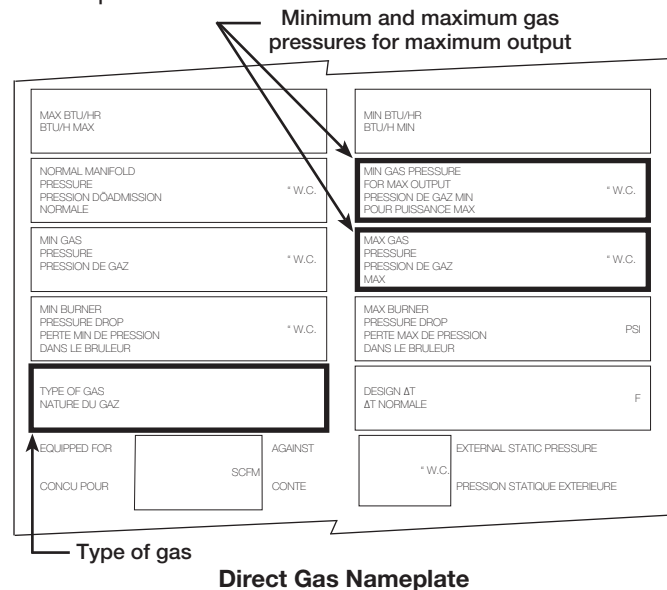 Minimum and maximum gas
pressures for maximum output
MAX BTU/HR
BTU/H MAX
MIN BTU/HR
BTU/H MIN
NORMAL MANIFOLD
PRESSURE
PRESSION DÕADMISSION
NORMALE
" W.C.
MIN GAS PRESSURE
FOR MAX OUTPUT
PRESSION DE GAZ MIN
POUR PUISSANCE MAX
" W.C.
MIN GAS
PRESSURE
PRESSION DE GAZ
" W.C.
MAX GAS
PRESSURE
PRESSION DE GAZ
MAX
" W.C.
MIN BURNER
PRESSURE DROP
PERTE MIN DE PRESSION
DANS LE BRULEUR
" W.C.
MAX BURNER
PRESSURE DROP
PERTE MAX DE PRESSION
DANS LE BRULEUR
PSI
TYPE OF GAS
NATURE DU GAZ
DESIGN ΔT
ΔT NORMALE
F
EQUIPPED FOR
CONCU POUR
SCFM
AGAINST
CONTE
" W.C.
EXTERNAL STATIC PRESSURE
PRESSION STATIQUE EXTERIEURE
Type of gas
Direct Gas Nameplate